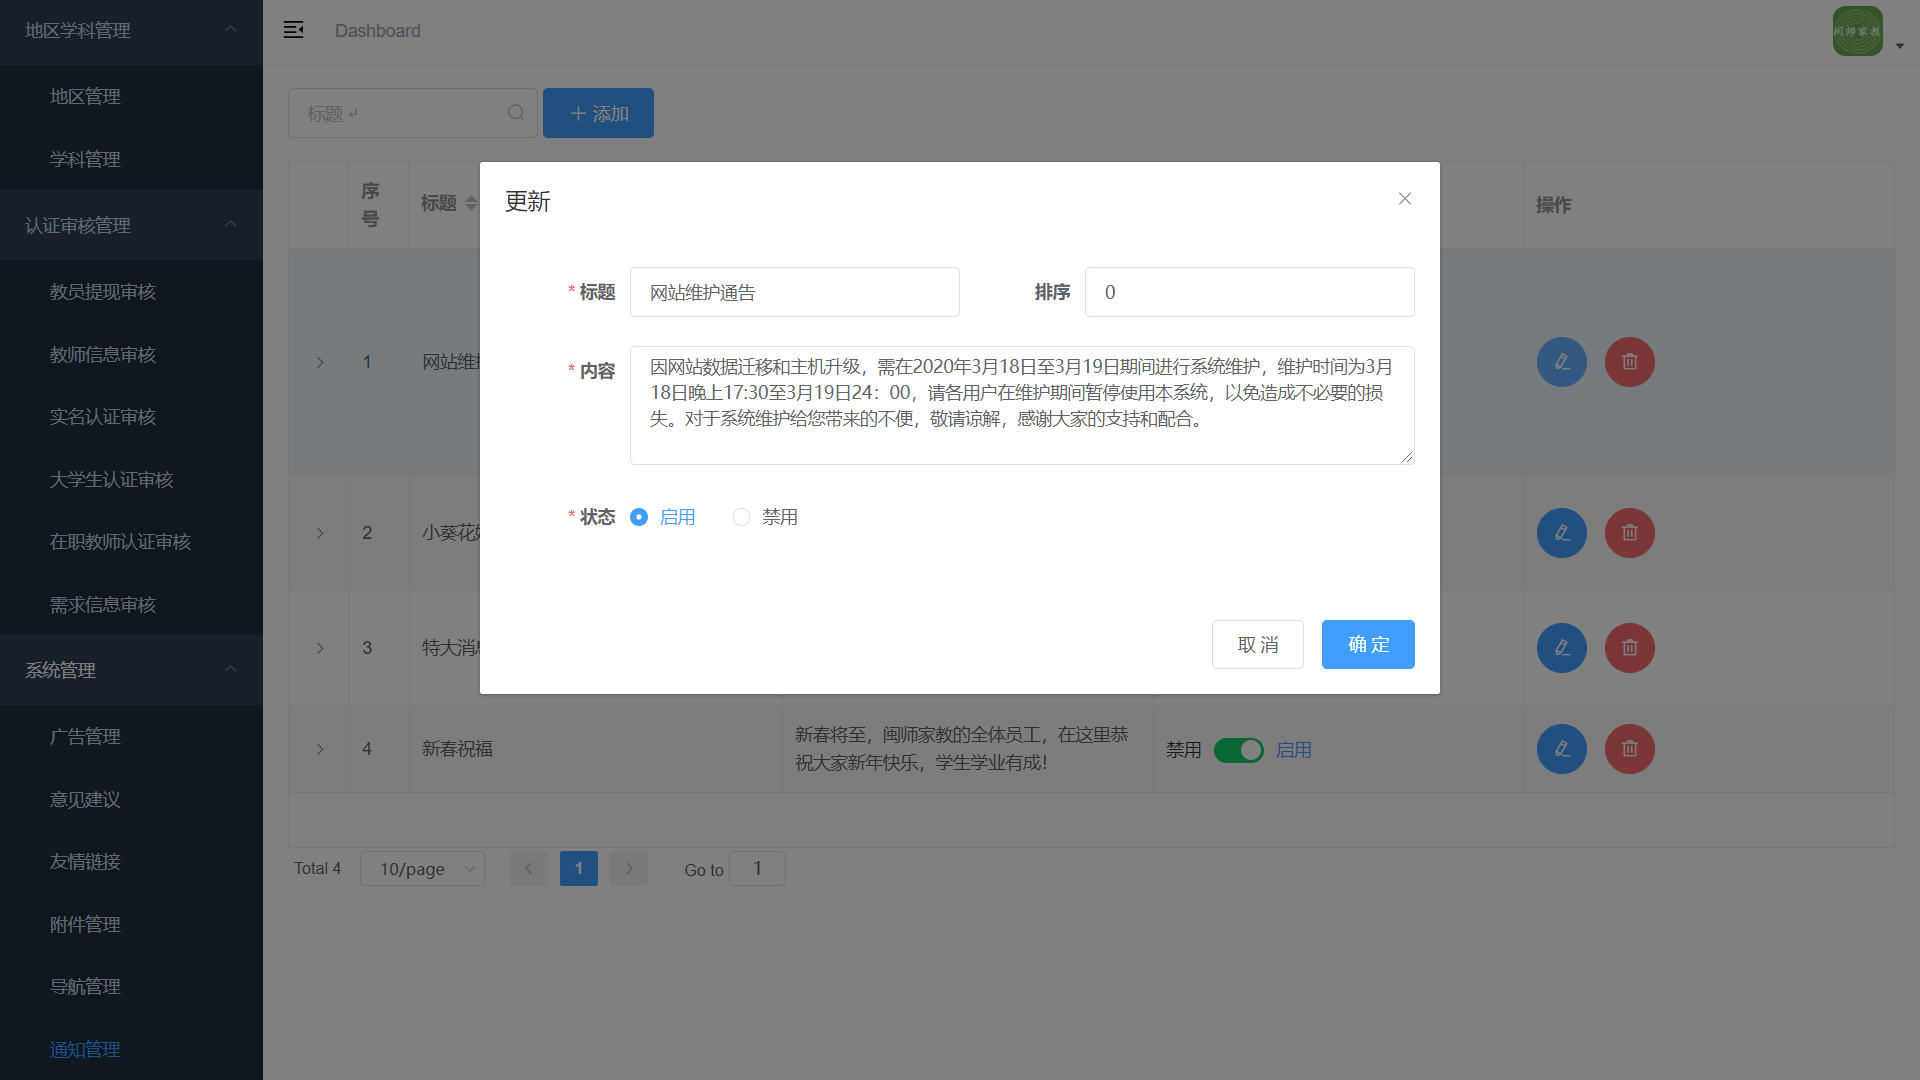 地区学科管理
地区管理
学科管理
认证审核管理
教员提现审核
教师信息审核
实名认证审核
大学生认证审核
在职教师认证审核
需求信息审核
系统管理
广告管理
意见建议
友情链接
附件管理
导航管理
通知管理
Dashboard
闽师家教
标题 ↲
添加
序号
标题
操作
1
网站维
2
小葵花
3
特大消
4
新春祝福
新春将至，闽师家教的全体员工，在这里恭
祝大家新年快乐，学生学业有成！
禁用
启用
Total 4
10/page
1
Go to
1
更新
* 标题
网站维护通告
排序
0
* 内容
因网站数据迁移和主机升级，需在2020年3月18日至3月19日期间进行系统维护，维护时间为3月
18日晚上17:30至3月19日24：00，请各用户在维护期间暂停使用本系统，以免造成不必要的损
失。对于系统维护给您带来的不便，敬请谅解，感谢大家的支持和配合。
* 状态
启用
禁用
取 消
确 定